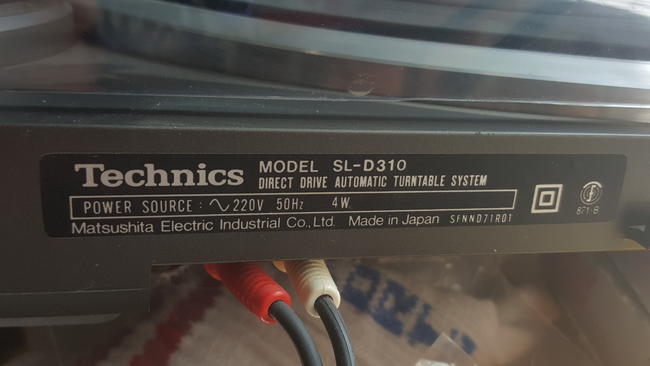 Technics MODEL SL-D310
DIRECT DRIVE AUTOMATIC TURNTABLE SYSTEM
POWER SOURCE : ∿ 220V 50Hz 4W
Matsushita Electric Industrial Co., Ltd. Made in Japan SFNND71R01
871-B